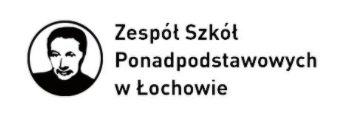 Zespół Szkół
Ponadpodstawowych
w Łochowie